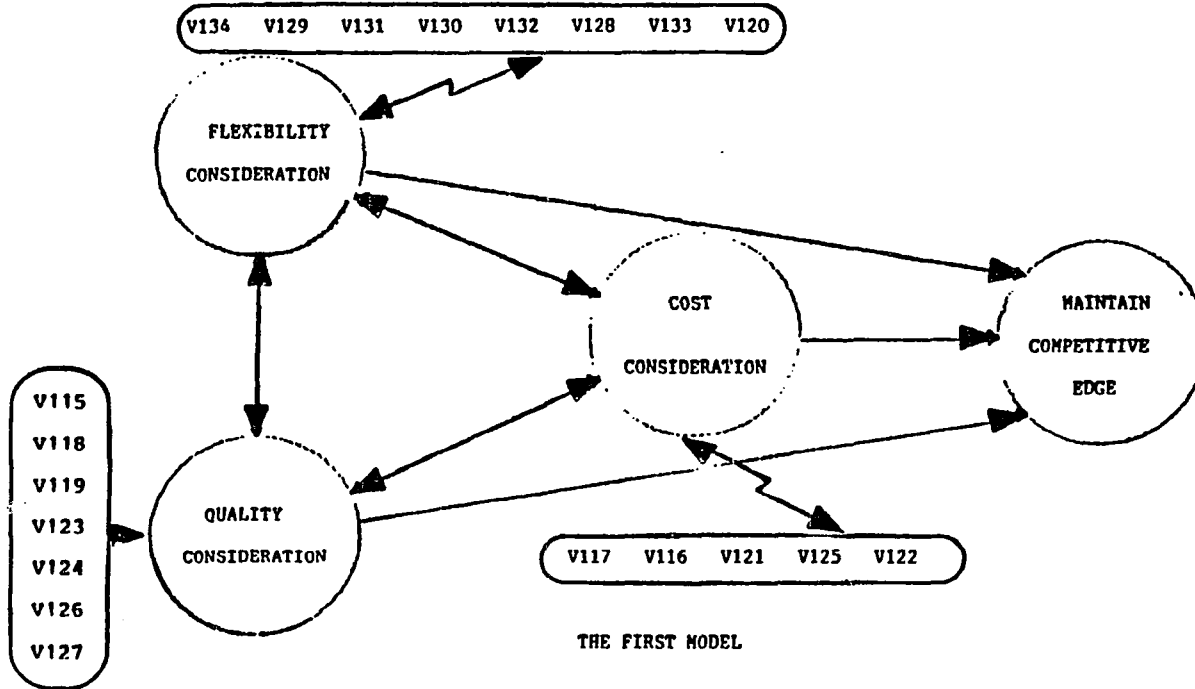 V134 V129 V131 V130 V132 V128 V133 V120
FLEXIBILITY
CONSIDERATION
COST
CONSIDERATION
MAINTAIN
COMPETITIVE
EDGE
V115
V118
V119
V123
V124
V126
V127
QUALITY
CONSIDERATION
V117 V116 V121 V125 V122
THE FIRST MODEL